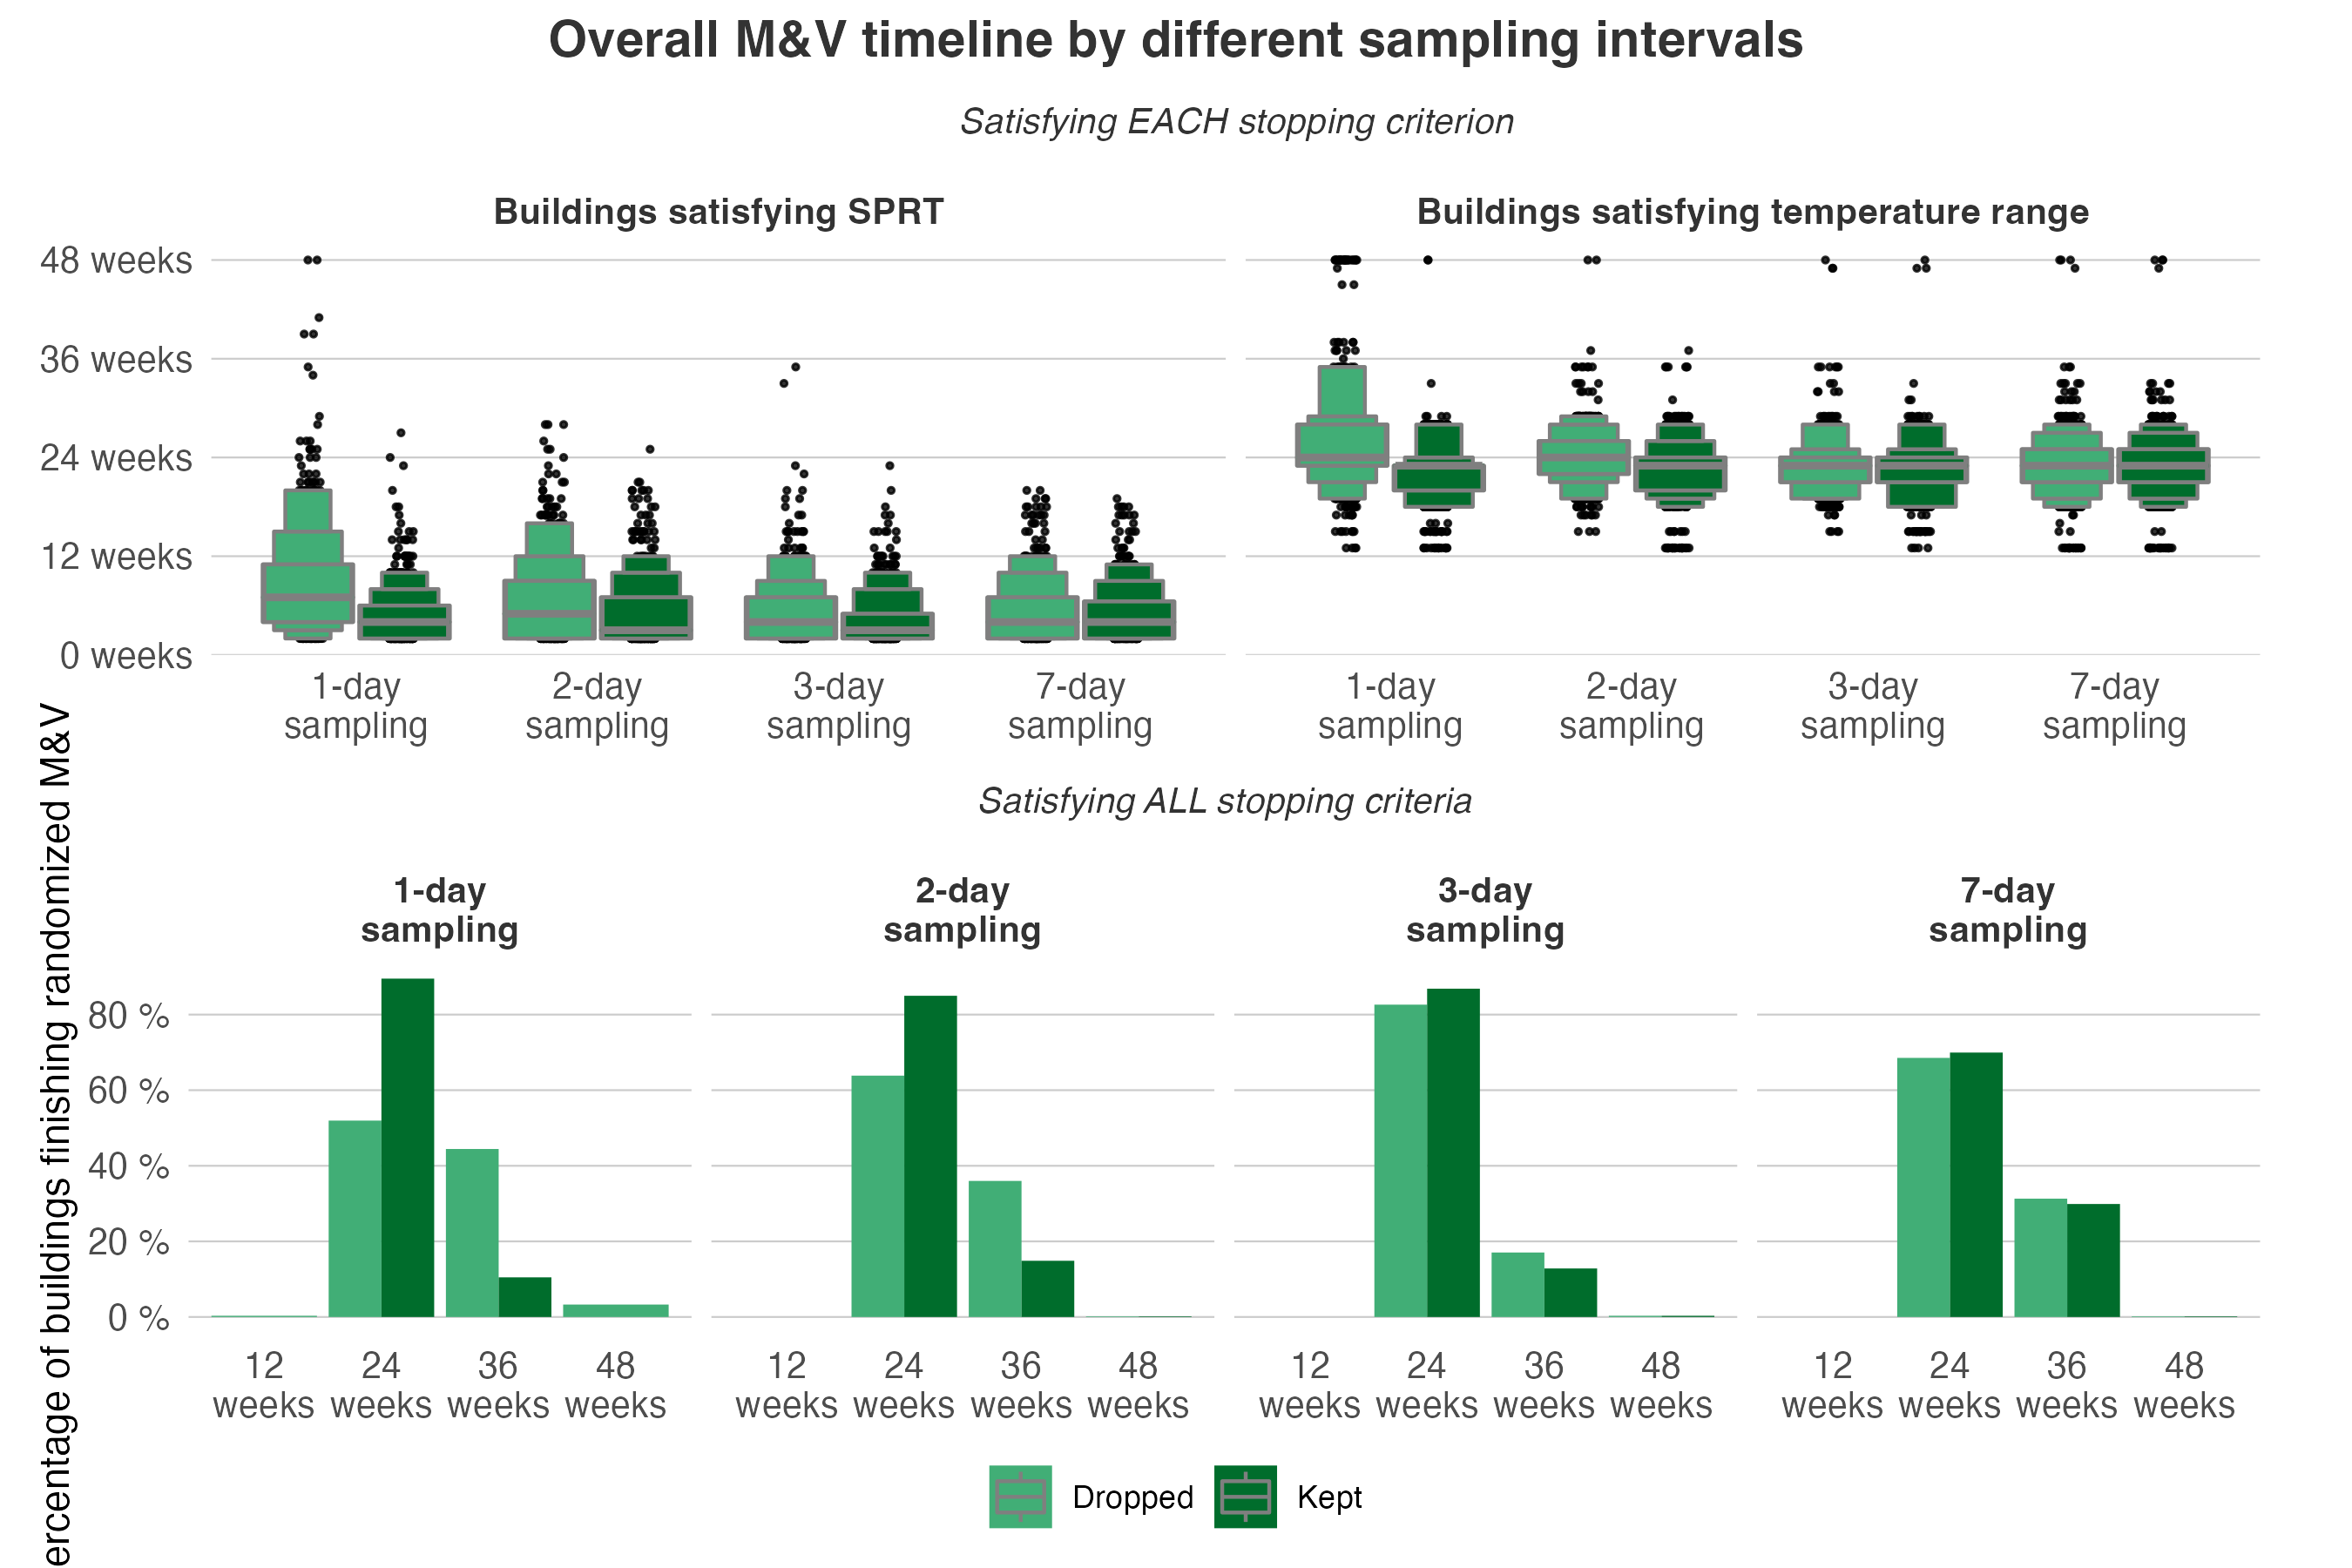 Overall M&V timeline by different sampling intervals
Satisfying EACH stopping criterion
Buildings satisfying SPRT
Buildings satisfying temperature range
48 weeks
36 weeks
24 weeks
12 weeks
0 weeks
1-day
sampling
2-day
sampling
3-day
sampling
7-day
sampling
1-day
sampling
2-day
sampling
3-day
sampling
7-day
sampling
Satisfying ALL stopping criteria
ercentage of buildings finishing randomized M&V
1-day
sampling
2-day
sampling
3-day
sampling
7-day
sampling
80 %
60 %
40 %
20 %
0 %
12
weeks
24
weeks
36
weeks
48
weeks
12
weeks
24
weeks
36
weeks
48
weeks
12
weeks
24
weeks
36
weeks
48
weeks
12
weeks
24
weeks
36
weeks
48
weeks
Dropped
Kept